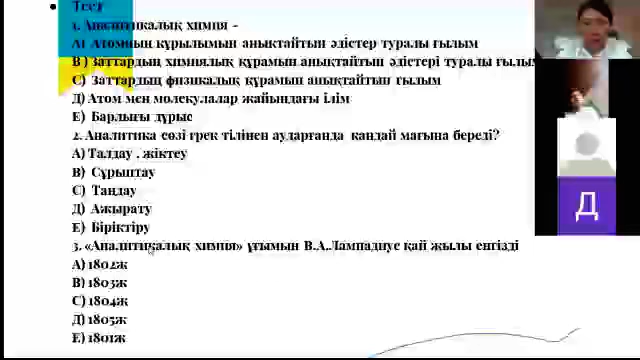 Тест
1. Аналитикалық химия -
А) Атомның құрылымын анықтайтын әдістер туралы ғылым
В ) Заттардың химиялық құрамын анықтайтын әдістері туралы ғылым
С) Заттардың физикалық құрамын анықтайтын ғылым
Д) Атом мен молекулалар жайындағы ілім
Е) Барлығы дұрыс
2. Аналитика сөзі грек тілінен аударғанда қандай мағына береді?
А) Талдау , жіктеу
В) Сұрыптау
С) Таңдау
Д) Ажырату
Е) Біріктіру
3. «Аналитикалық химия» ұғымын В.А.Лампадиус қай жылы енгізді
А) 1802ж
В) 1803ж
С) 1804ж
Д) 1805ж
Е) 1801ж
Д